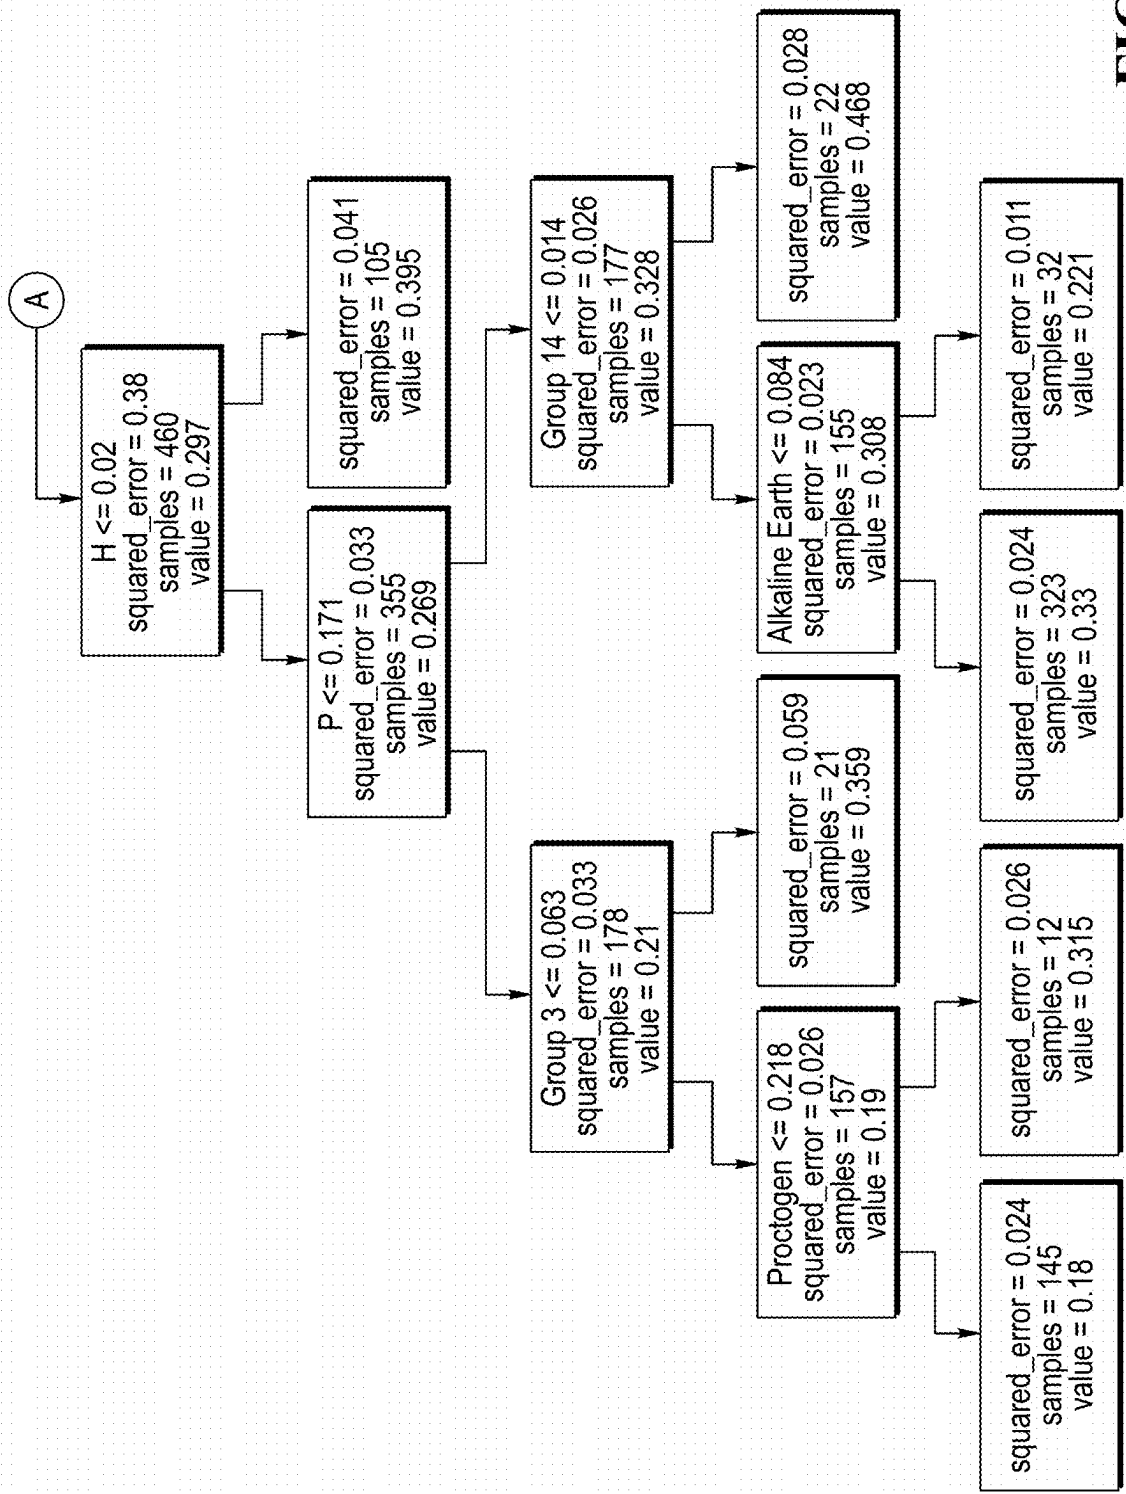 A
H <= 0.02
squared_error = 0.38
samples = 460
value = 0.297
P <= 0.171
squared_error = 0.033
samples = 355
value = 0.269
squared_error = 0.041
samples = 105
value = 0.395
Group 3 <= 0.063
squared_error = 0.033
samples = 178
value = 0.21
Group 14 <= 0.014
squared_error = 0.026
samples = 177
value = 0.328
Proctogen <= 0.218
squared_error = 0.026
samples = 157
value = 0.19
squared_error = 0.059
samples = 21
value = 0.359
Alkaline Earth <= 0.084
squared_error = 0.023
samples = 155
value = 0.308
squared_error = 0.028
samples = 22
value = 0.468
squared_error = 0.024
samples = 145
value = 0.18
squared_error = 0.026
samples = 12
value = 0.315
squared_error = 0.024
samples = 323
value = 0.33
squared_error = 0.011
samples = 32
value = 0.221